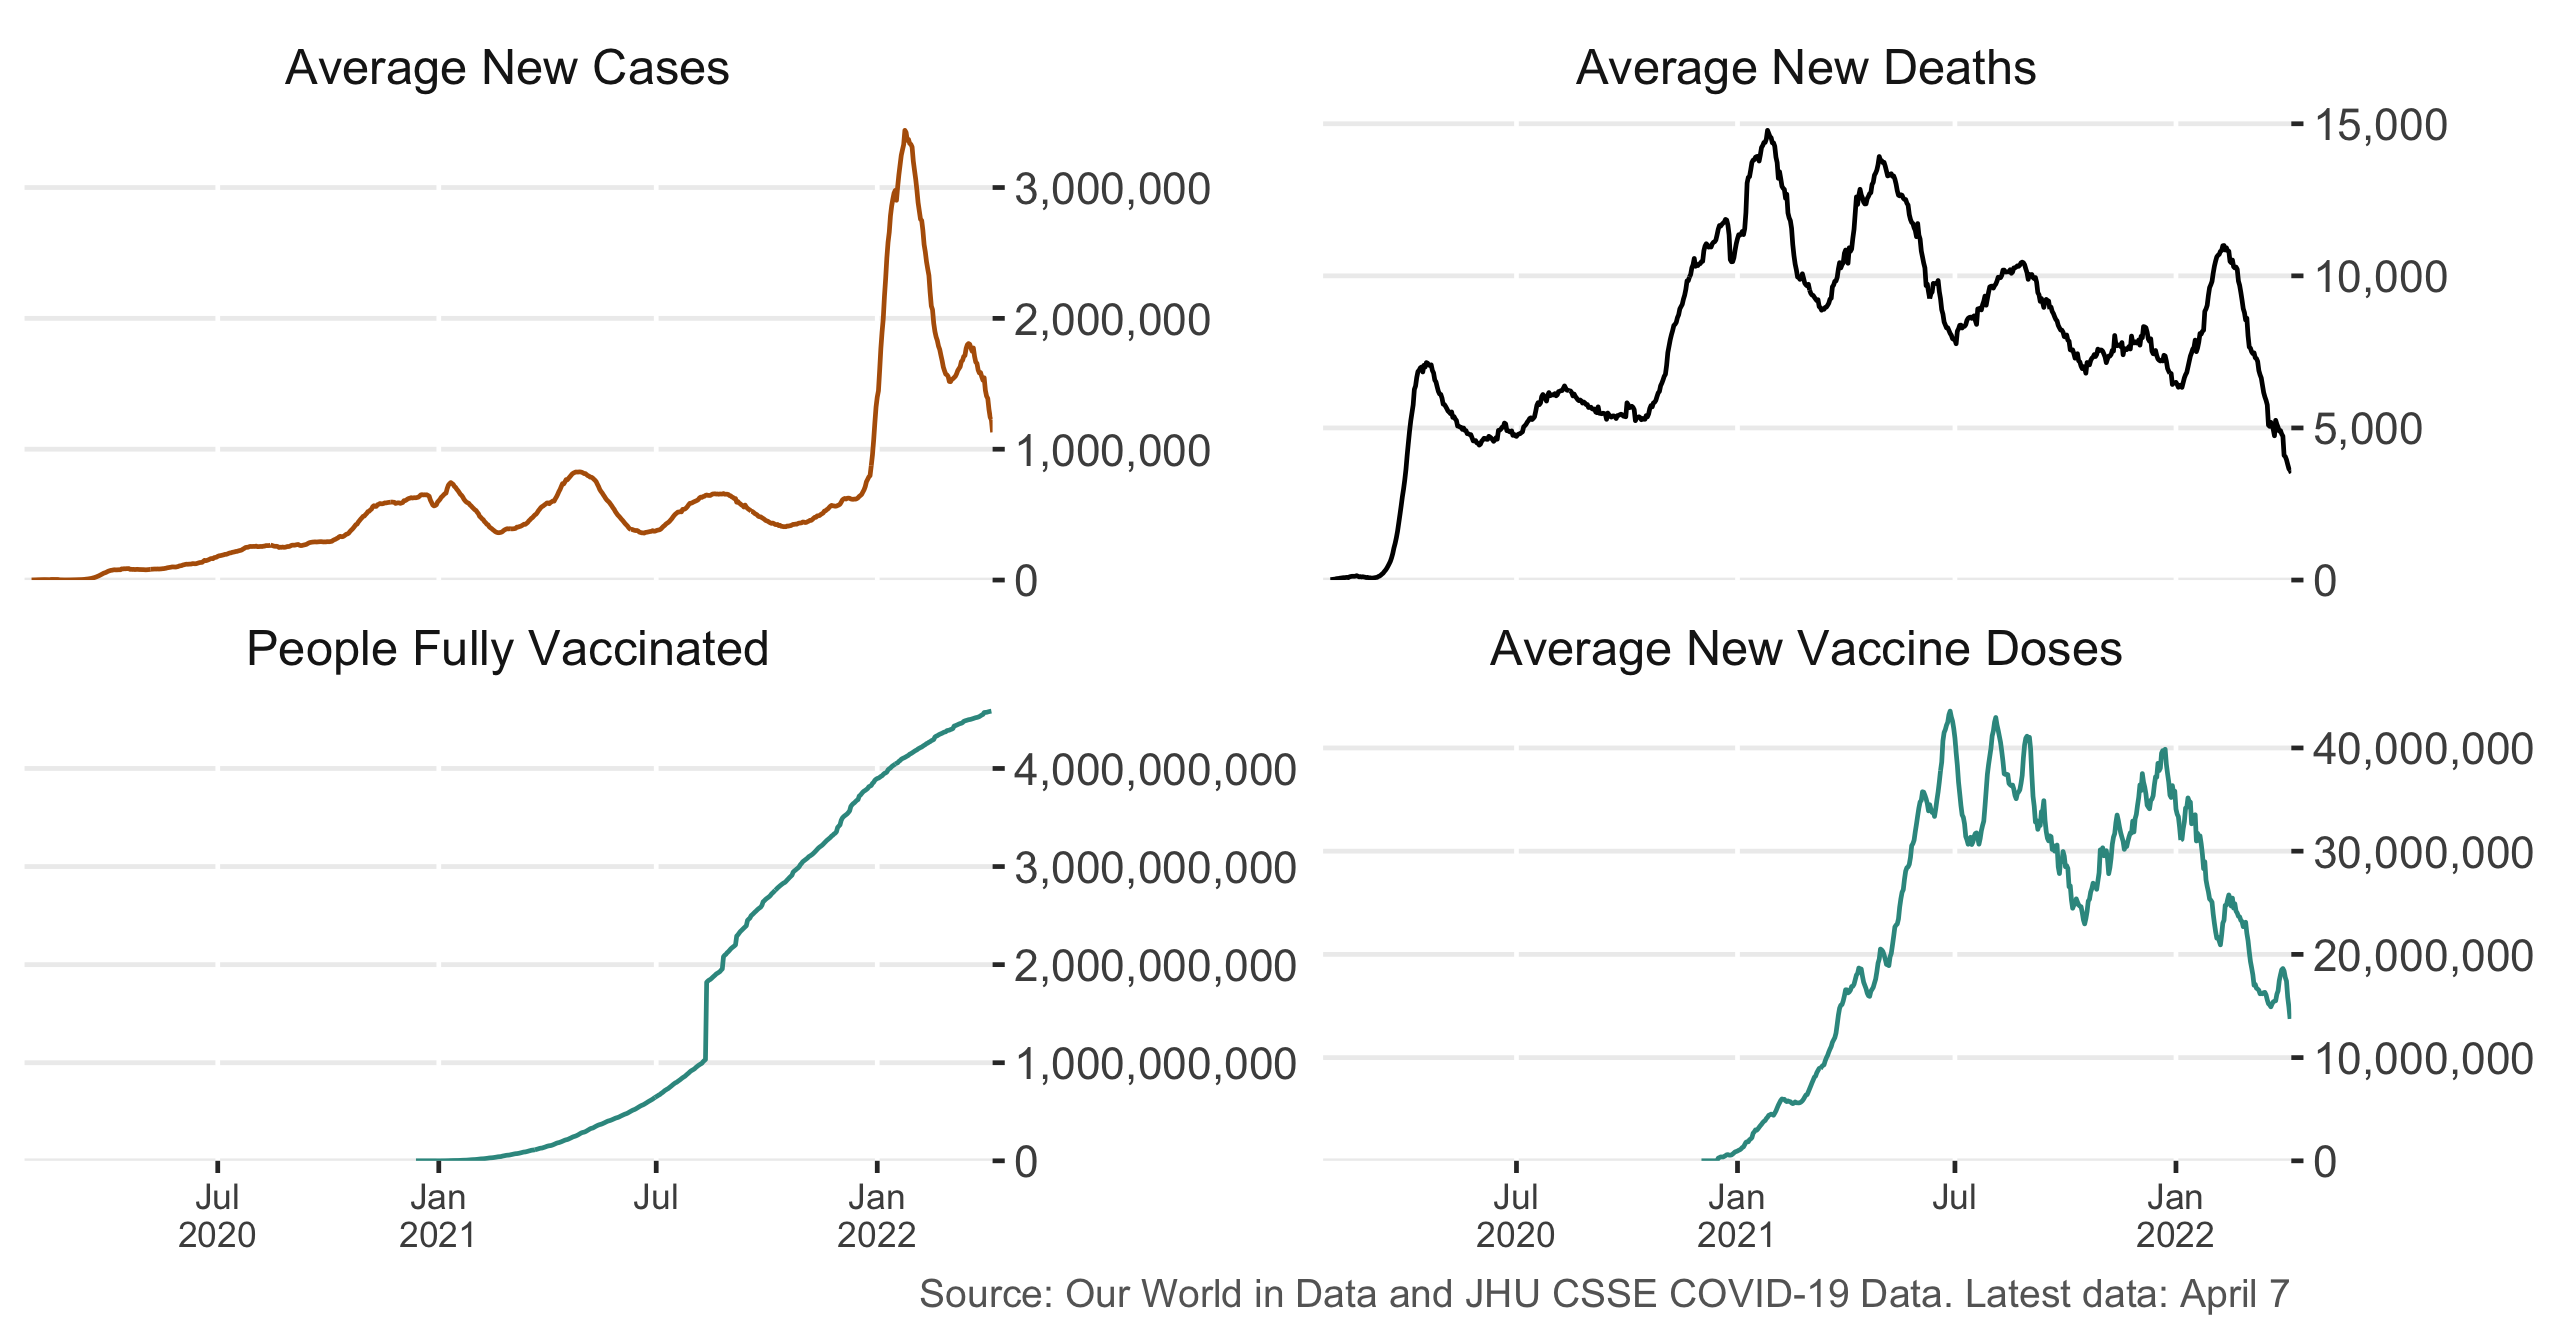 Average New Cases
3,000,000
2,000,000
1,000,000
0
Average New Deaths
15,000
10,000
5,000
0
People Fully Vaccinated
4,000,000,000
3,000,000,000
2,000,000,000
1,000,000,000
0
Jul
2020
Jan
2021
Jul
Jan
2022
Average New Vaccine Doses
40,000,000
30,000,000
20,000,000
10,000,000
0
Jul
2020
Jan
2021
Jul
Jan
2022
Source: Our World in Data and JHU CSSE COVID-19 Data. Latest data: April 7